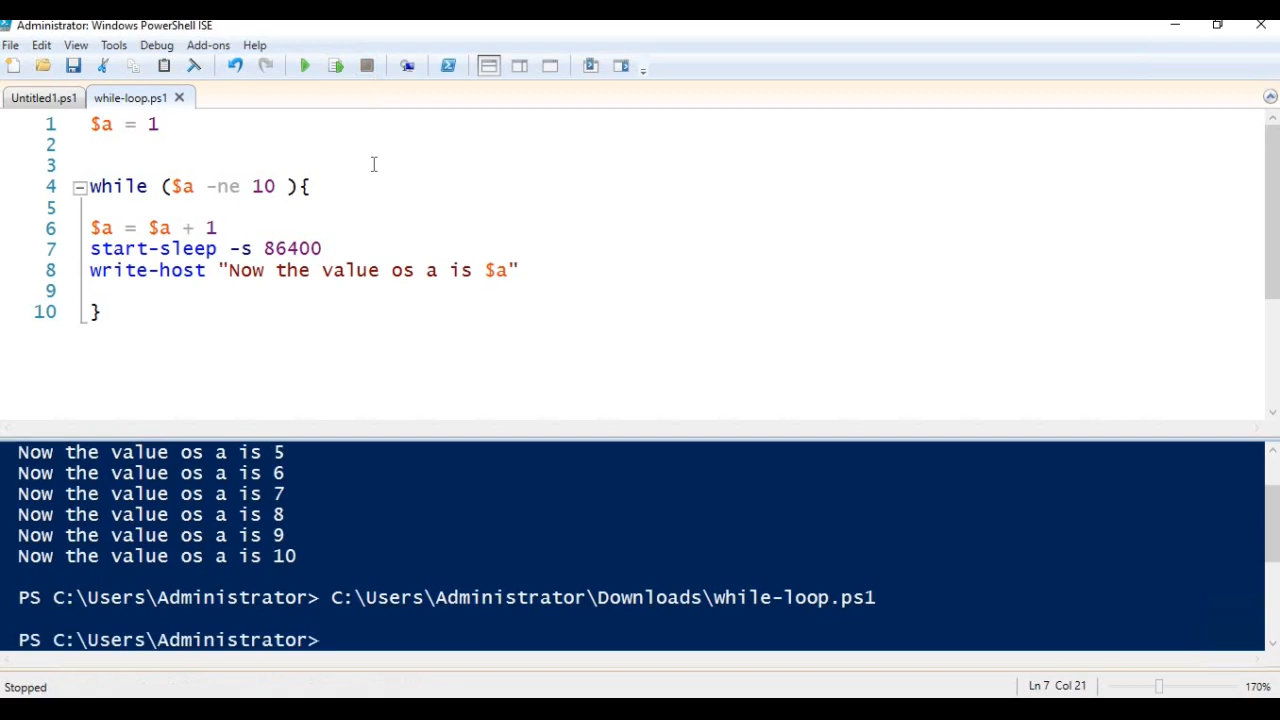 Administrator: Windows PowerShell ISE
File Edit View Tools Debug Add-ons Help
Untitled1.ps1 while-loop.ps1
1 $a = 1
2
3
4 while ($a -ne 10 ){
5
6 $a = $a + 1
7 start-sleep -s 86400
8 write-host "Now the value os a is $a"
9
10 }
Now the value os a is 5
Now the value os a is 6
Now the value os a is 7
Now the value os a is 8
Now the value os a is 9
Now the value os a is 10
PS C:\Users\Administrator> C:\Users\Administrator\Downloads\while-loop.ps1
PS C:\Users\Administrator>
Stopped Ln 7 Col 21 170%